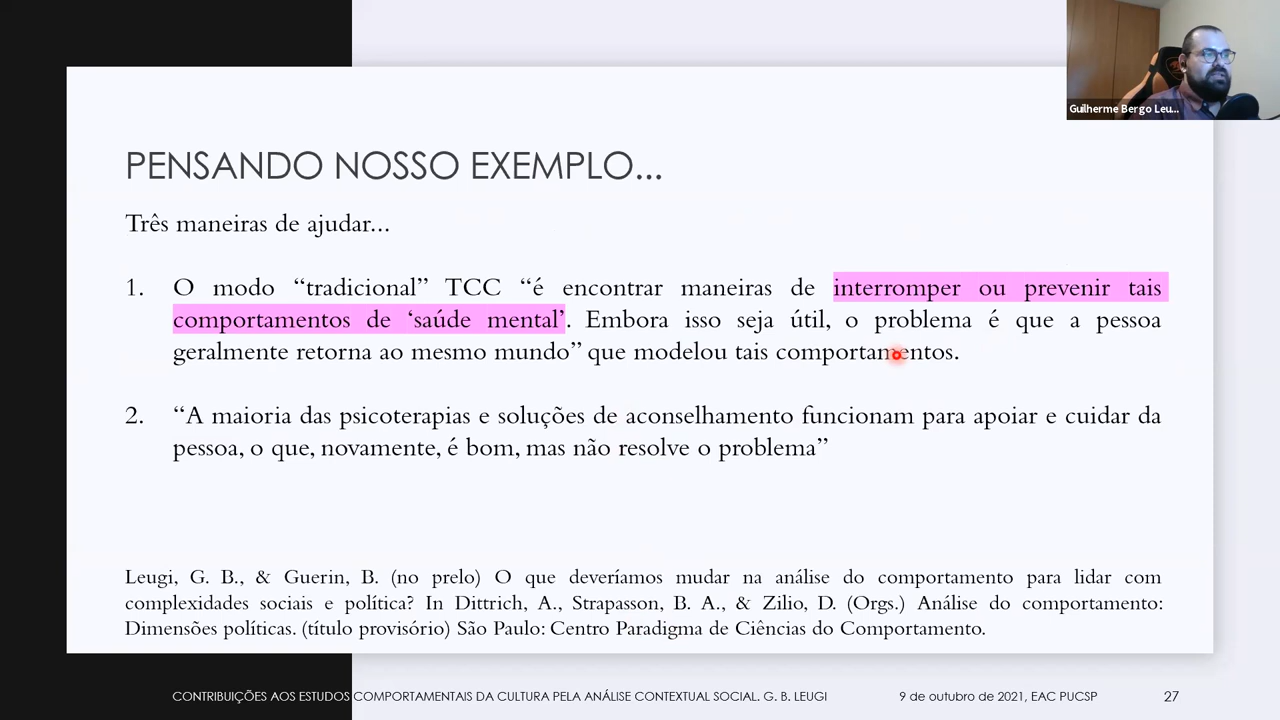 Guilherme Bergo Leu...
PENSANDO NOSSO EXEMPLO...
Três maneiras de ajudar...
1. O modo “tradicional” TCC “é encontrar maneiras de interromper ou prevenir tais
comportamentos de ‘saúde mental’. Embora isso seja útil, o problema é que a pessoa
geralmente retorna ao mesmo mundo” que modelou tais comportamentos.
2. “A maioria das psicoterapias e soluções de aconselhamento funcionam para apoiar e cuidar da
pessoa, o que, novamente, é bom, mas não resolve o problema”
Leugi, G. B., & Guerin, B. (no prelo) O que deveríamos mudar na análise do comportamento para lidar com
complexidades sociais e política? In Dittrich, A., Strapasson, B. A., & Zilio, D. (Orgs.) Análise do comportamento:
Dimensões políticas. (título provisório) São Paulo: Centro Paradigma de Ciências do Comportamento.
CONTRIBUIÇÕES AOS ESTUDOS COMPORTAMENTAIS DA CULTURA PELA ANÁLISE CONTEXTUAL SOCIAL. G. B. LEUGI 9 de outubro de 2021, EAC PUCSP 27